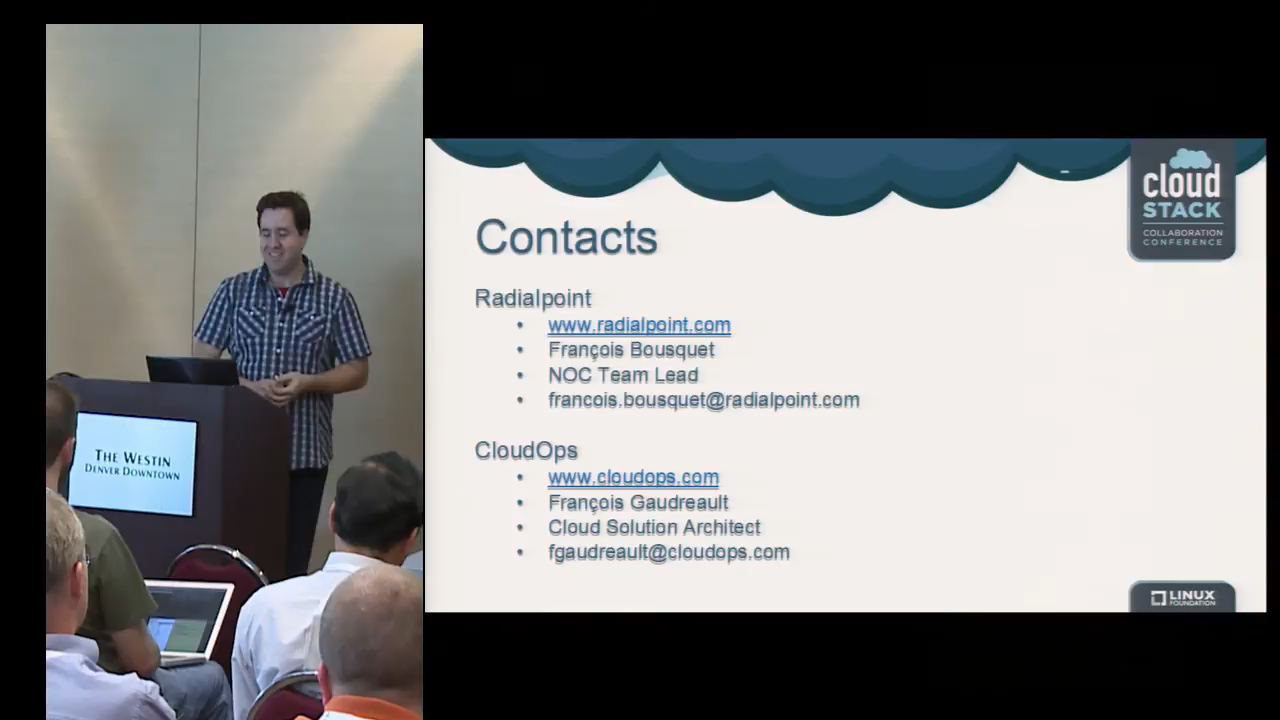 THE WESTIN
DENVER DOWNTOWN
cloud
STACK
COLLABORATION
CONFERENCE
Contacts
Radialpoint
• www.radialpoint.com
• François Bousquet
• NOC Team Lead
• francois.bousquet@radialpoint.com
CloudOps
• www.cloudops.com
• François Gaudreault
• Cloud Solution Architect
• fgaudreault@cloudops.com
LINUX
FOUNDATION